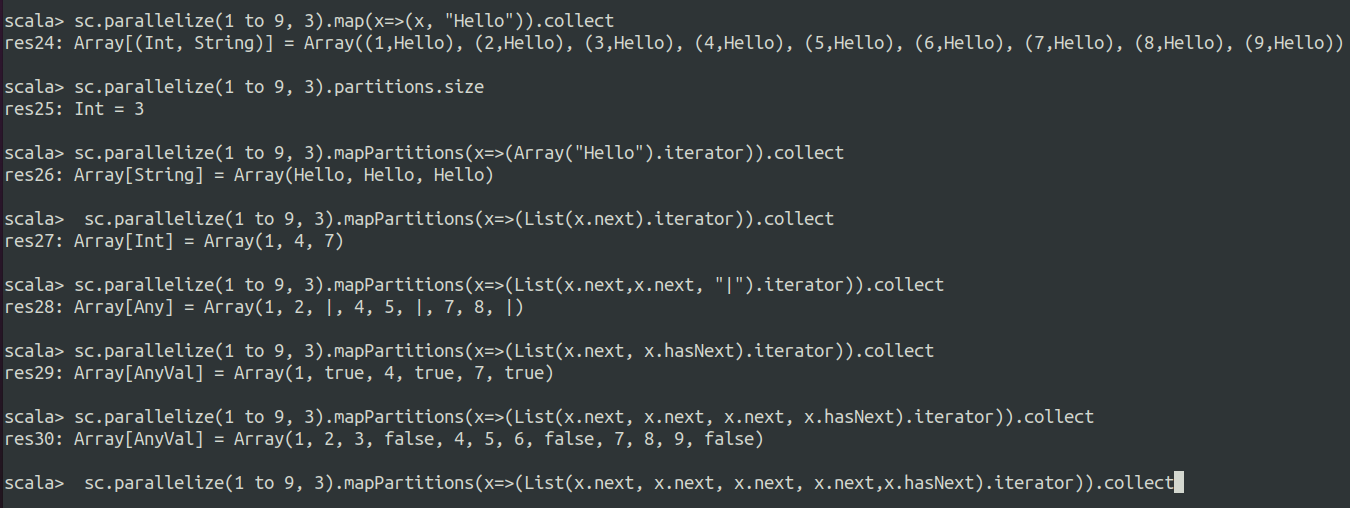 scala> sc.parallelize(1 to 9, 3).map(x=>(x, "Hello")).collect
res24: Array[(Int, String)] = Array((1,Hello), (2,Hello), (3,Hello), (4,Hello), (5,Hello), (6,Hello), (7,Hello), (8,Hello), (9,Hello))
scala> sc.parallelize(1 to 9, 3).partitions.size
res25: Int = 3
scala> sc.parallelize(1 to 9, 3).mapPartitions(x=>(Array("Hello").iterator)).collect
res26: Array[String] = Array(Hello, Hello, Hello)
scala>  sc.parallelize(1 to 9, 3).mapPartitions(x=>(List(x.next).iterator)).collect
res27: Array[Int] = Array(1, 4, 7)
scala> sc.parallelize(1 to 9, 3).mapPartitions(x=>(List(x.next,x.next, "|").iterator)).collect
res28: Array[Any] = Array(1, 2, |, 4, 5, |, 7, 8, |)
scala> sc.parallelize(1 to 9, 3).mapPartitions(x=>(List(x.next, x.hasNext).iterator)).collect
res29: Array[AnyVal] = Array(1, true, 4, true, 7, true)
scala> sc.parallelize(1 to 9, 3).mapPartitions(x=>(List(x.next, x.next, x.next, x.hasNext).iterator)).collect
res30: Array[AnyVal] = Array(1, 2, 3, false, 4, 5, 6, false, 7, 8, 9, false)
scala>  sc.parallelize(1 to 9, 3).mapPartitions(x=>(List(x.next, x.next, x.next, x.next,x.hasNext).iterator)).collect